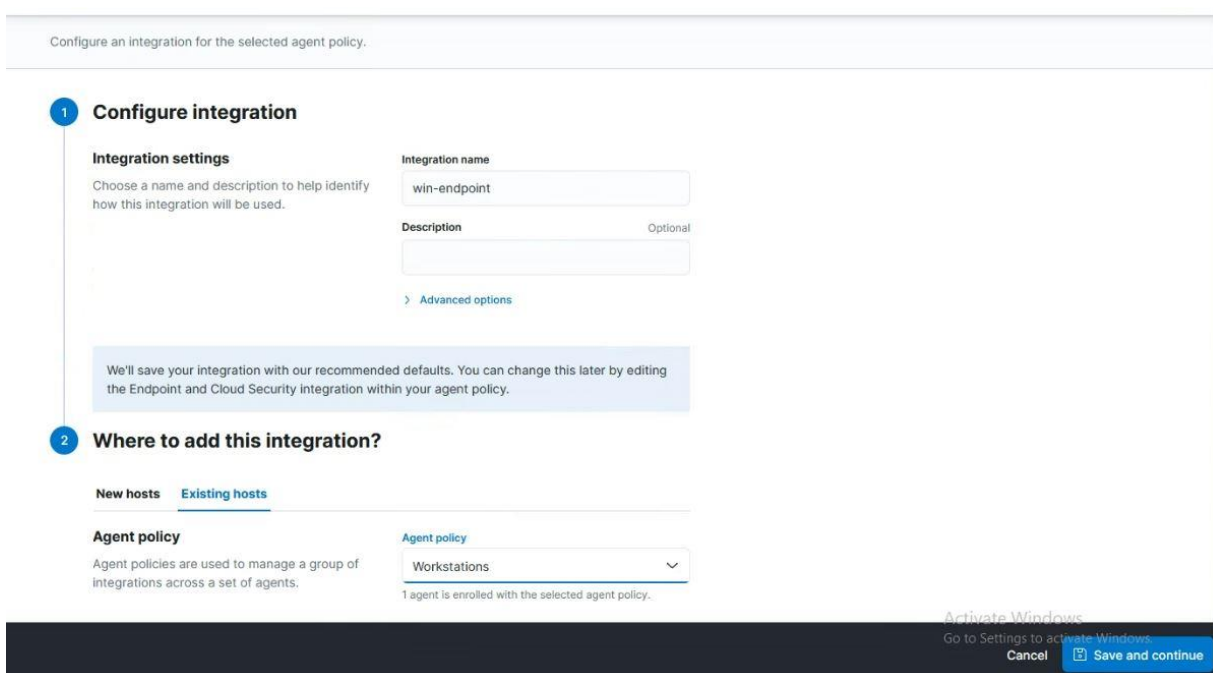 Configure an integration for the selected agent policy.
1
Configure integration
Integration settings
Choose a name and description to help identify
how this integration will be used.
Integration name
win-endpoint
Description
Optional
Advanced options
We'll save your integration with our recommended defaults. You can change this later by editing
the Endpoint and Cloud Security integration within your agent policy.
2
Where to add this integration?
New hosts
Existing hosts
Agent policy
Agent policies are used to manage a group of
integrations across a set of agents.
Agent policy
Workstations
1 agent is enrolled with the selected agent policy.
Activate Windows
Go to Settings to activate Windows.
Cancel
Save and continue